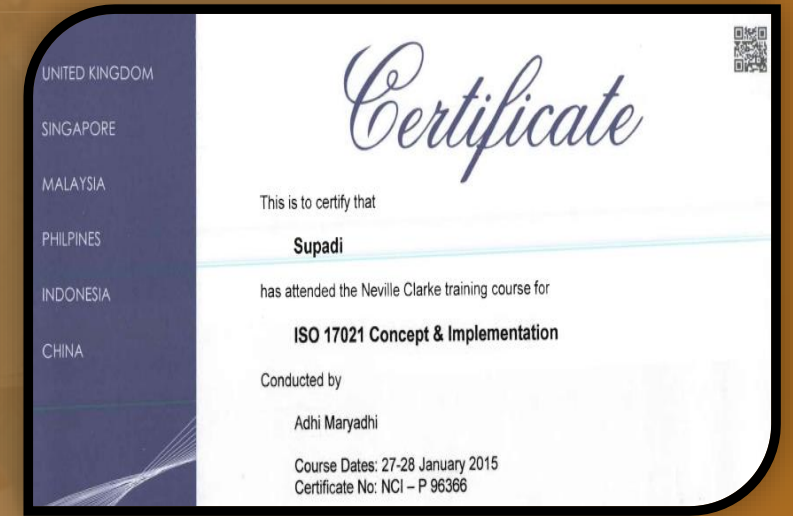 UNITED KINGDOM
SINGAPORE
MALAYSIA
PHILPINES
INDONESIA
CHINA
Certificate
This is to certify that
Supadi
has attended the Neville Clarke training course for
ISO 17021 Concept & Implementation
Conducted by
Adhi Maryadhi
Course Dates: 27-28 January 2015
Certificate No: NCI – P 96366